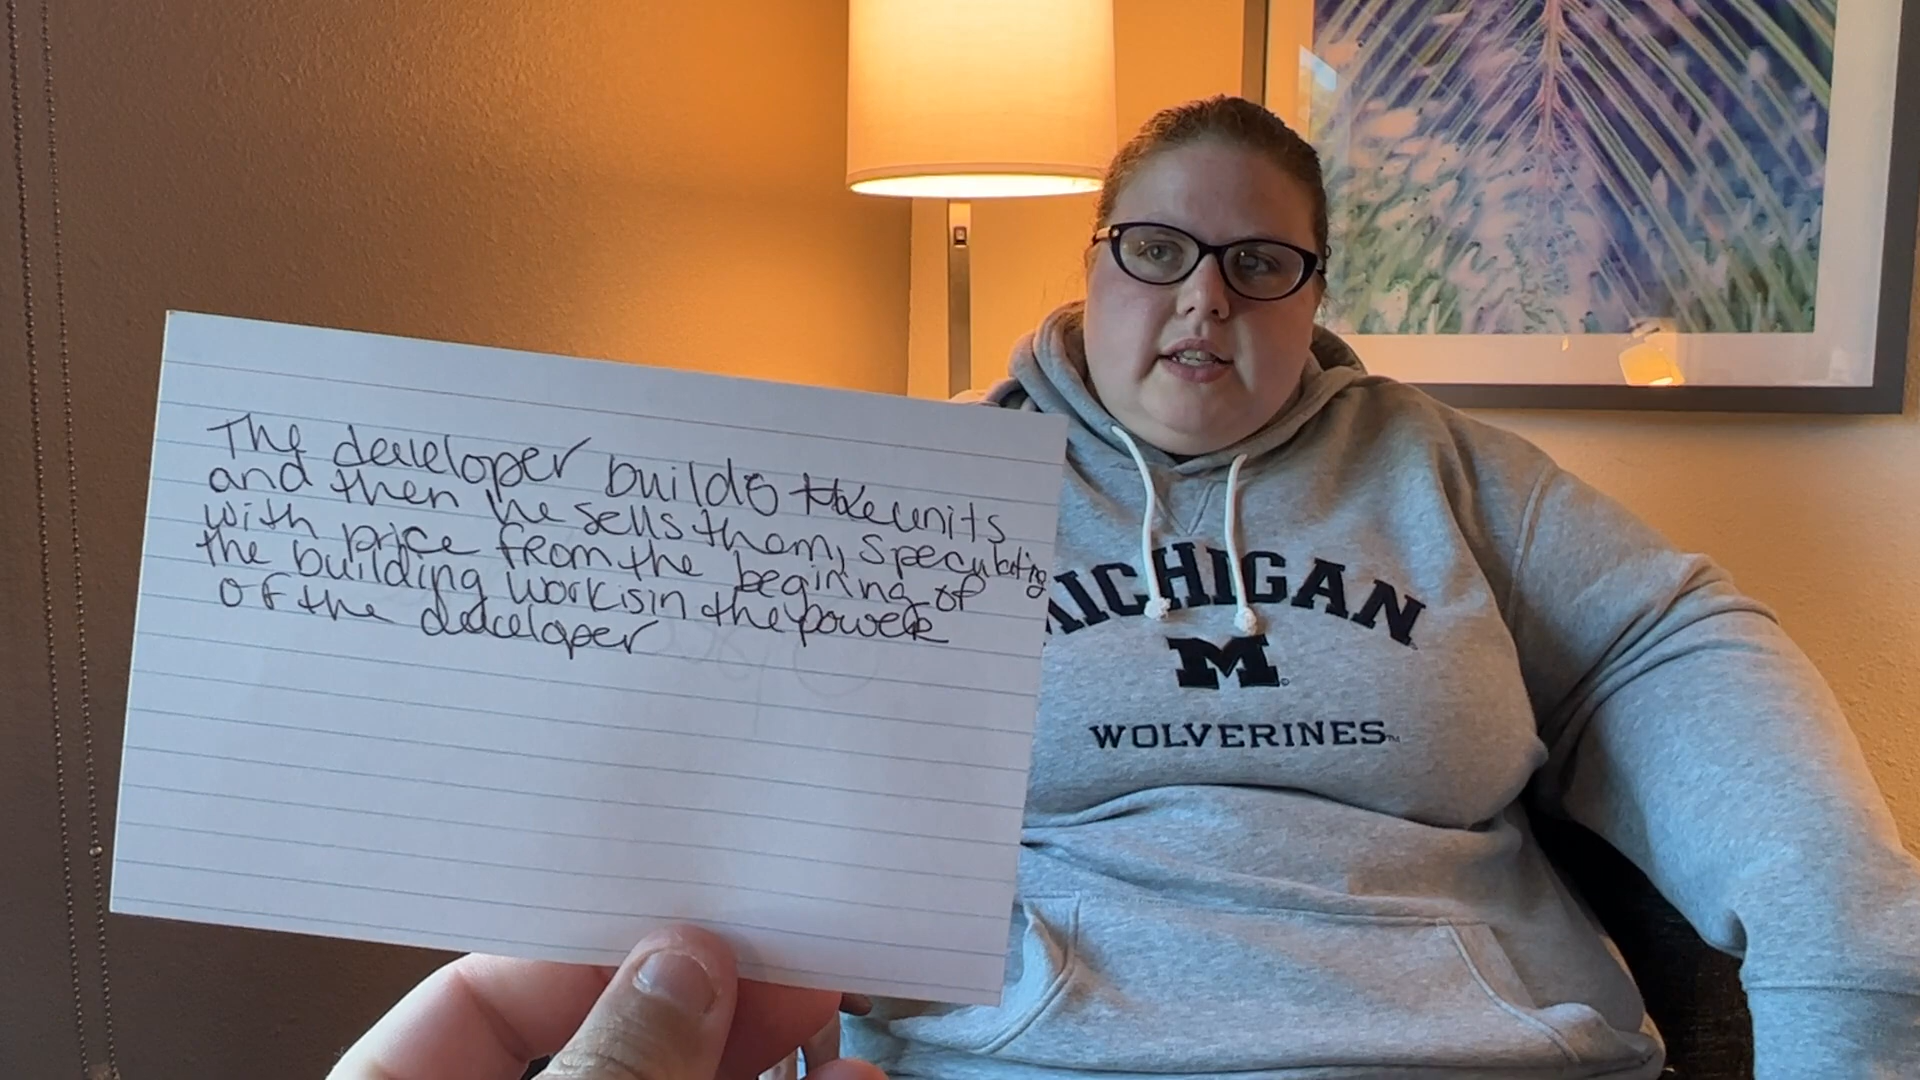 The developer builds the units
and then he sells them, speculating
with price from the begining of
the building work is in the power
of the developer
MICHIGAN
M
WOLVERINES